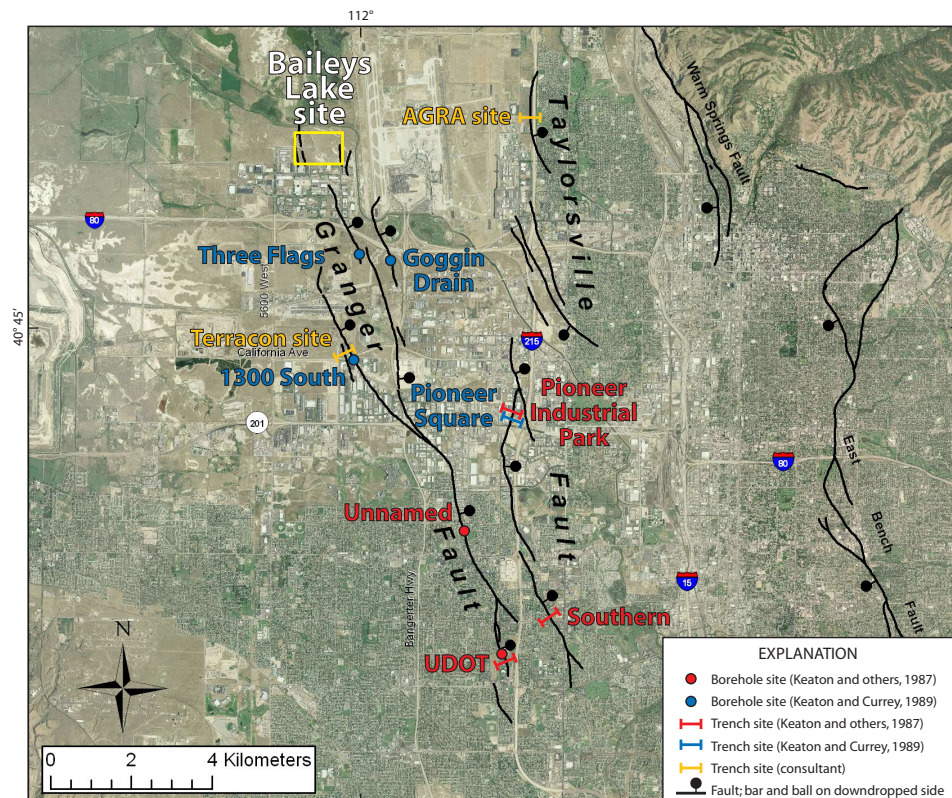 112°
40° 45'
Baileys
Lake
site
AGRA site
Taylorsville
Fault
Warm Springs Fault
80
Granger
Fault
Three Flags
Goggin
Drain
5600 West
Terracon site
California Ave
1300 South
215
Pioneer
Square
Pioneer
Industrial
Park
201
80
East
Bench
Fault
Unnamed
Bangerter Hwy
15
Southern
UDOT
N
0 2 4 Kilometers
EXPLANATION
Borehole site (Keaton and others, 1987)
Borehole site (Keaton and Currey, 1989)
Trench site (Keaton and others, 1987)
Trench site (Keaton and Currey, 1989)
Trench site (consultant)
Fault; bar and ball on downdropped side